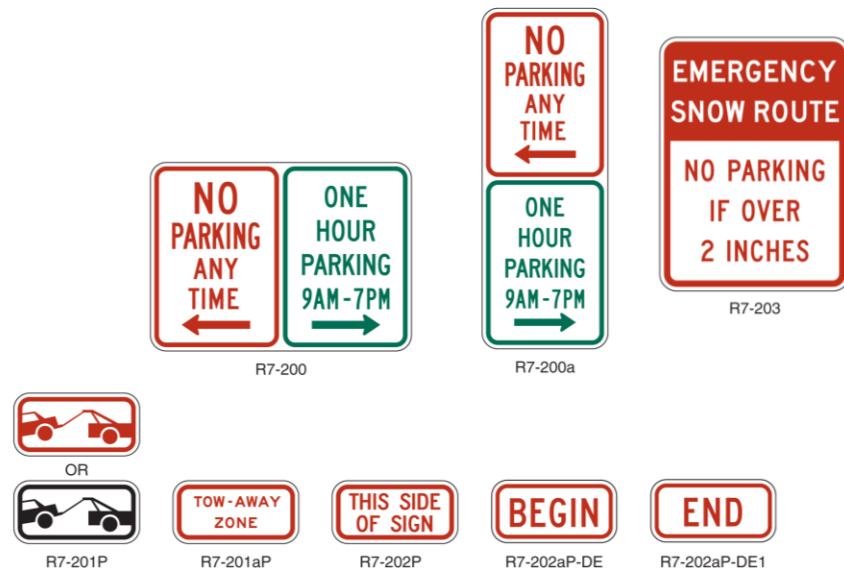 NO
PARKING
ANY
TIME
ONE
HOUR
PARKING
9AM-7PM
R7-200
NO
PARKING
ANY
TIME
ONE
HOUR
PARKING
9AM-7PM
R7-200a
EMERGENCY
SNOW ROUTE
NO PARKING
IF OVER
2 INCHES
R7-203
OR
R7-201P
TOW-AWAY
ZONE
R7-201aP
THIS SIDE
OF SIGN
R7-202P
BEGIN
R7-202aP-DE
END
R7-202aP-DE1